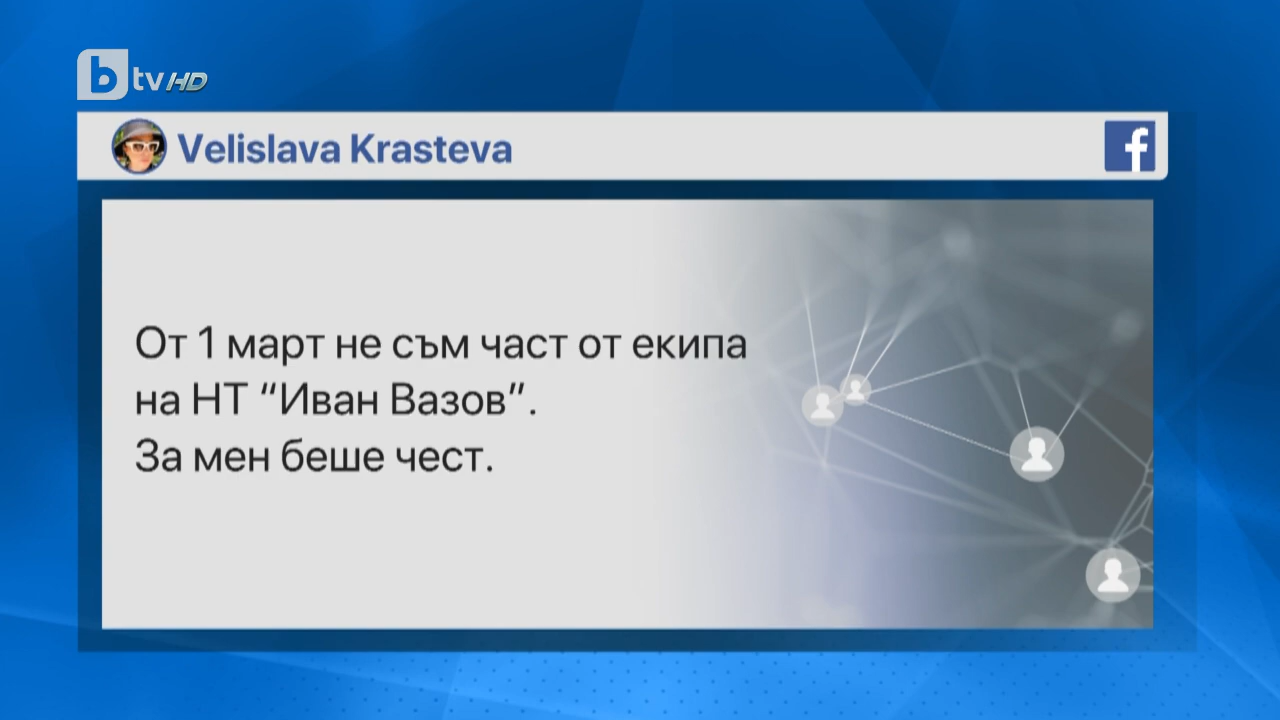 btv HD
Velislava Krasteva
От 1 март не съм част от екипа
на НТ “Иван Вазов”.
За мен беше чест.